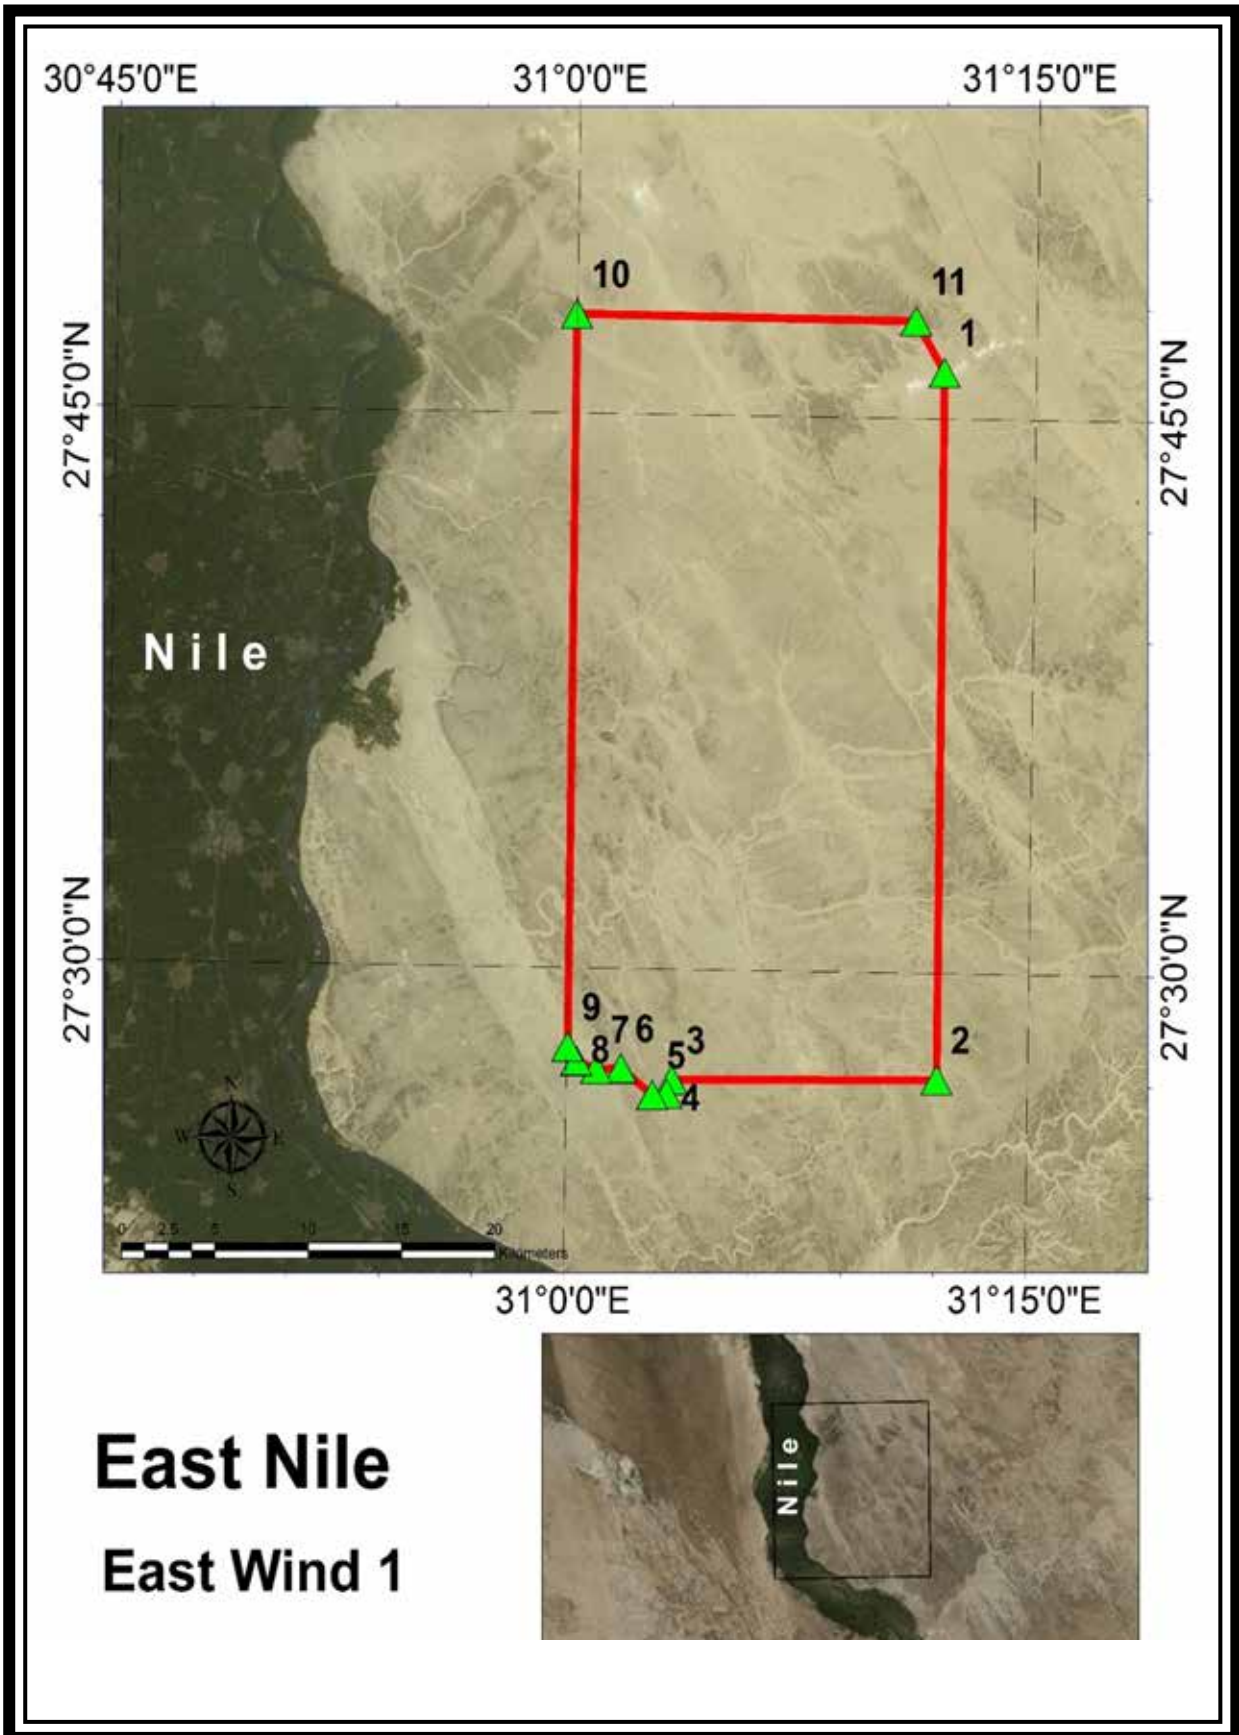 30°45'0"E 31°0'0"E 31°15'0"E
10
11
1
27°45'0"N
27°45'0"N
Nile
27°30'0"N
27°30'0"N
9
8
7
6
5
3
4
2
N
W E
S
0 2.5 5 10 15 20
Kilometers
31°0'0"E 31°15'0"E
Nile
East Nile
East Wind 1